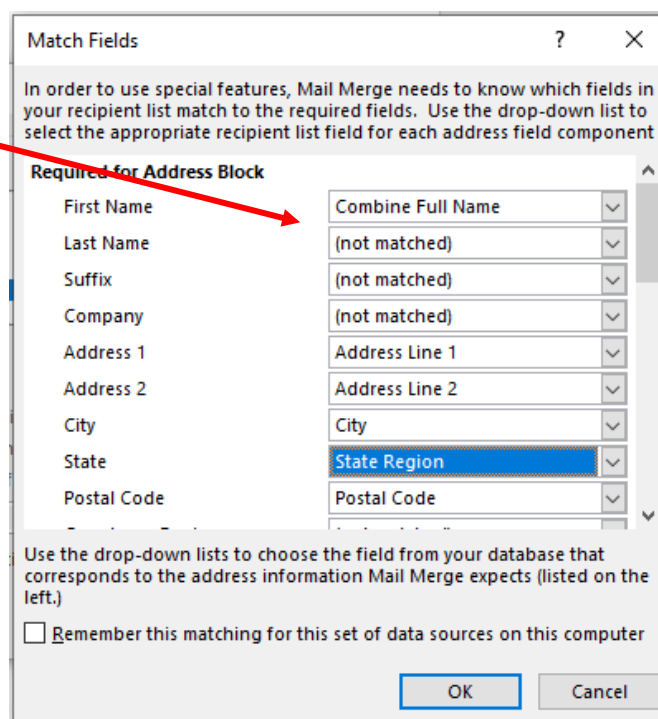 Match Fields ?
In order to use special features, Mail Merge needs to know which fields in
your recipient list match to the required fields. Use the drop-down list to
select the appropriate recipient list field for each address field component
Required for Address Block
First Name Combine Full Name
Last Name (not matched)
Suffix (not matched)
Company (not matched)
Address 1 Address Line 1
Address 2 Address Line 2
City City
State State Region
Postal Code Postal Code
Use the drop-down lists to choose the field from your database that
corresponds to the address information Mail Merge expects (listed on the
left.)
Remember this matching for this set of data sources on this computer
OK Cancel